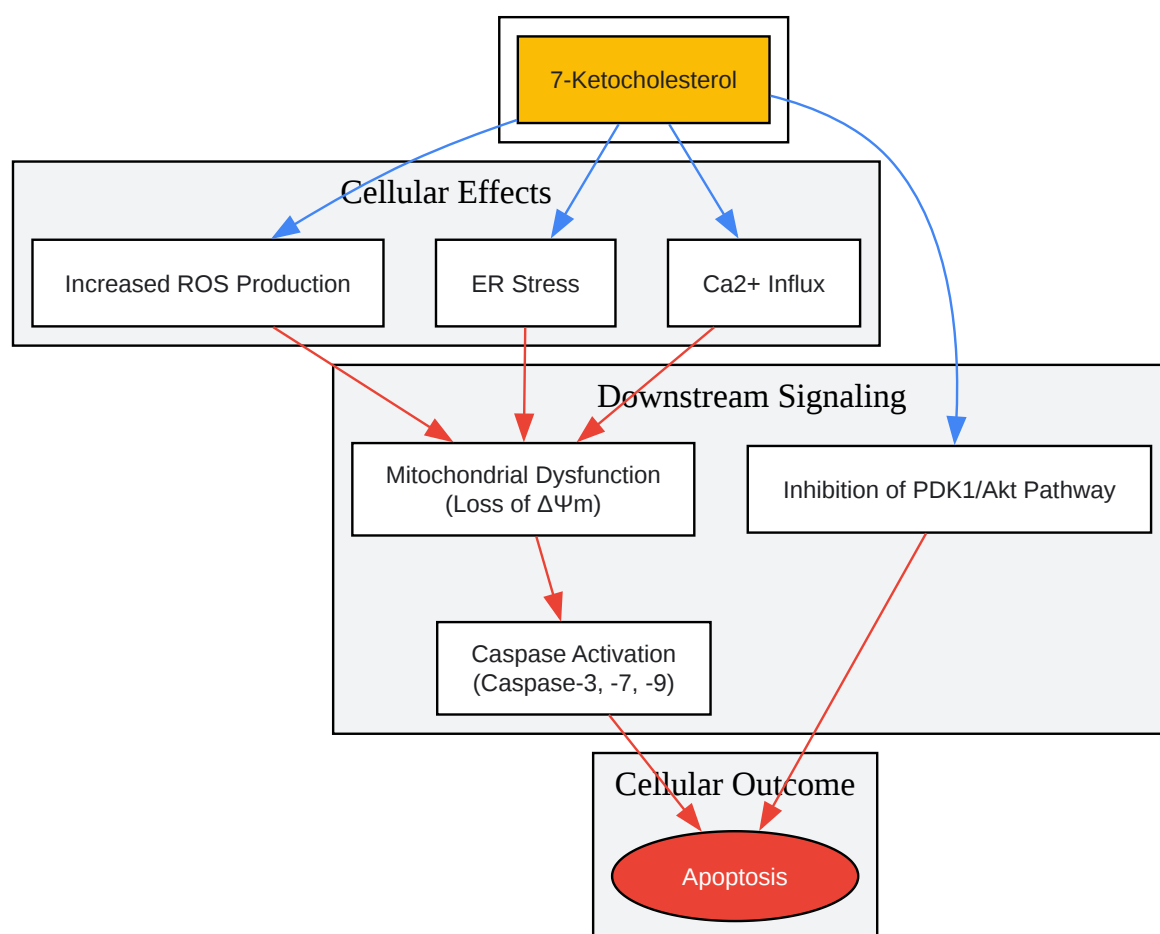 7-Ketocholesterol
Cellular Effects
Increased ROS Production
ER Stress
Ca2+ Influx
Downstream Signaling
Mitochondrial Dysfunction
(Loss of ΔΨm)
Inhibition of PDK1/Akt Pathway
Caspase Activation
(Caspase-3, -7, -9)
Cellular Outcome
Apoptosis